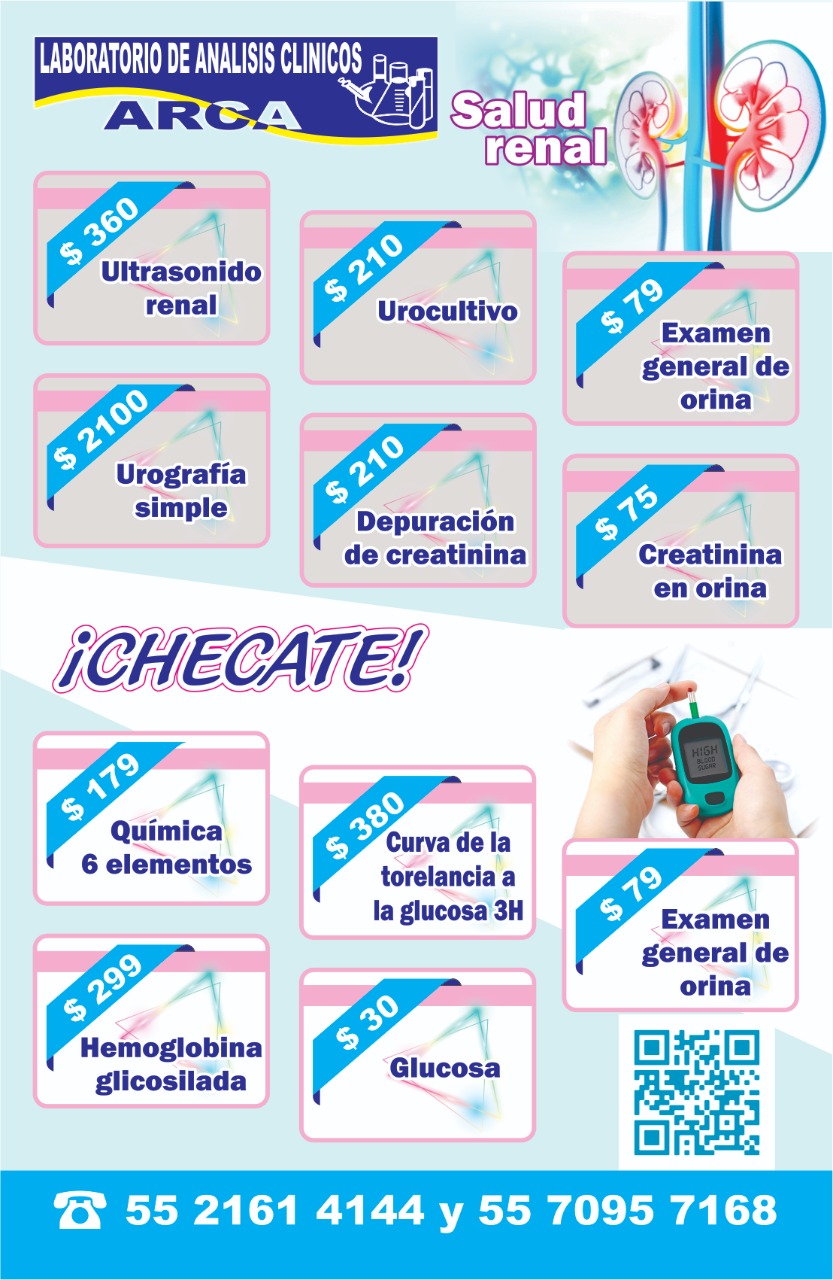 LABORATORIO DE ANALISIS CLINICOS
ARCA
Salud
renal
$ 360
Ultrasonido
renal
$ 210
Urocultivo
$ 79
Examen
general de
orina
$ 2100
Urografía
simple
$ 210
Depuración
de creatinina
$ 75
Creatinina
en orina
¡CHECATE!
HIGH
BLOOD
SUGAR
$ 179
Química
6 elementos
$ 380
Curva de la
torelancia a
la glucosa 3H
$ 79
Examen
general de
orina
$ 299
Hemoglobina
glicosilada
$ 30
Glucosa
55 2161 4144 y 55 7095 7168